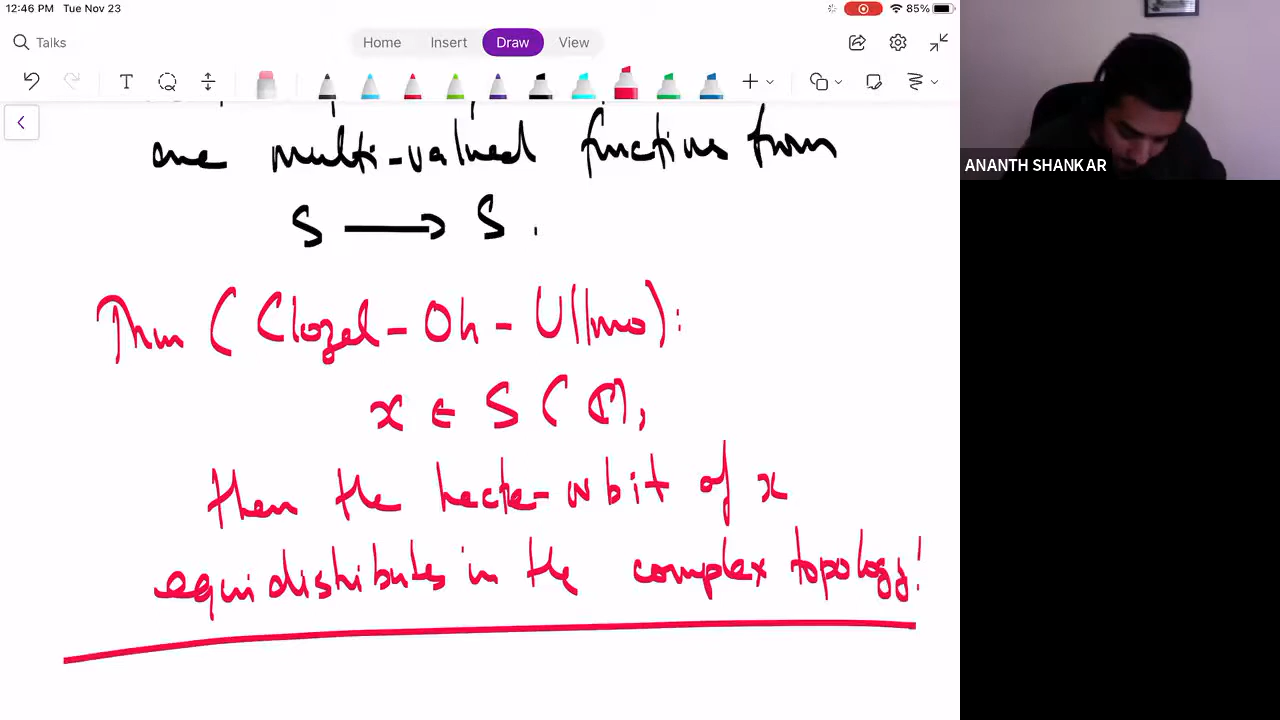 12:46 PM Tue Nov 23
85%
Talks
Home Insert Draw View
are multi-valued functions from
S → S.
Thm (Clozel-Oh-Ullmo):
x ∈ S(ℂ),
then the hecke-orbit of x
equidistributes in the complex topology!
ANANTH SHANKAR